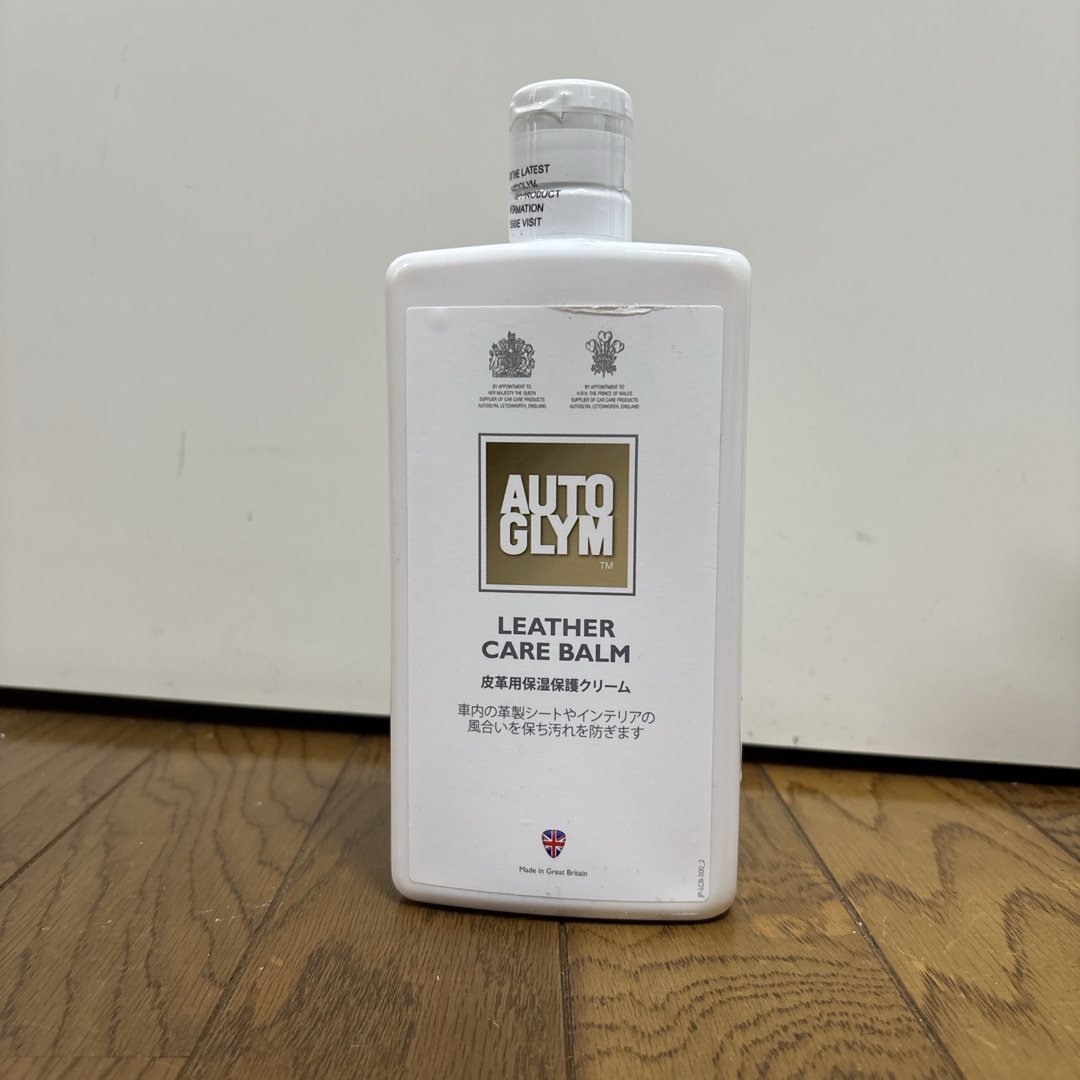 THE LATEST
PRODUCT
VISIT
BY APPOINTMENT TO
HER MAJESTY THE QUEEN
SUPPLIER OF CAR CARE PRODUCTS
AUTOGLYM, LETCHWORTH, ENGLAND
BY APPOINTMENT TO
H.R.H. THE PRINCE OF WALES
SUPPLIER OF CAR CARE PRODUCTS
AUTOGLYM, LETCHWORTH, ENGLAND
AUTO
GLYM
TM
LEATHER
CARE BALM
皮革用保湿保護クリーム
車内の革製シートやインテリアの
風合いを保ち汚れを防ぎます
Made in Great Britain
JP-LCB-500_2